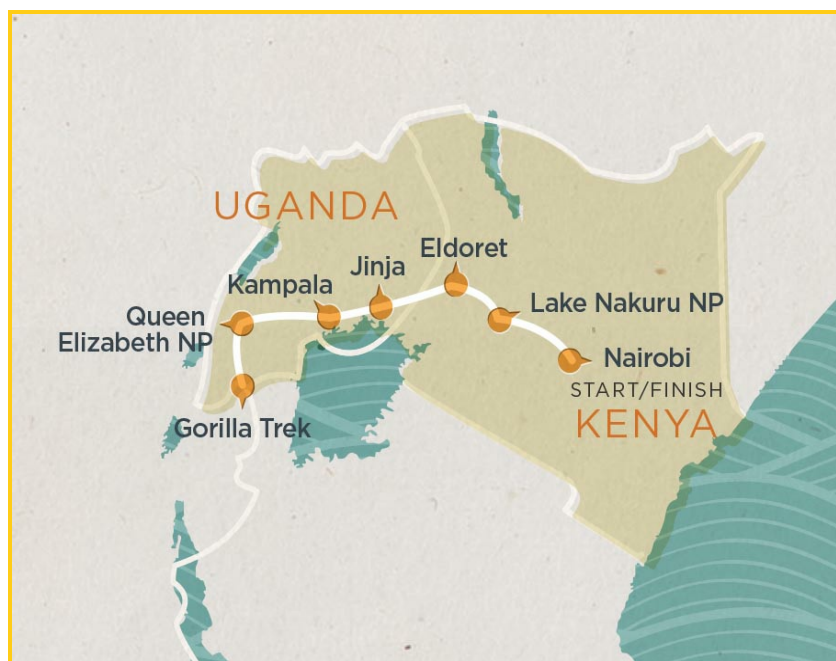 UGANDA
Eldoret
Jinja
Kampala
Queen
Elizabeth NP
Lake Nakuru NP
Nairobi
START/FINISH
KENYA
Gorilla Trek